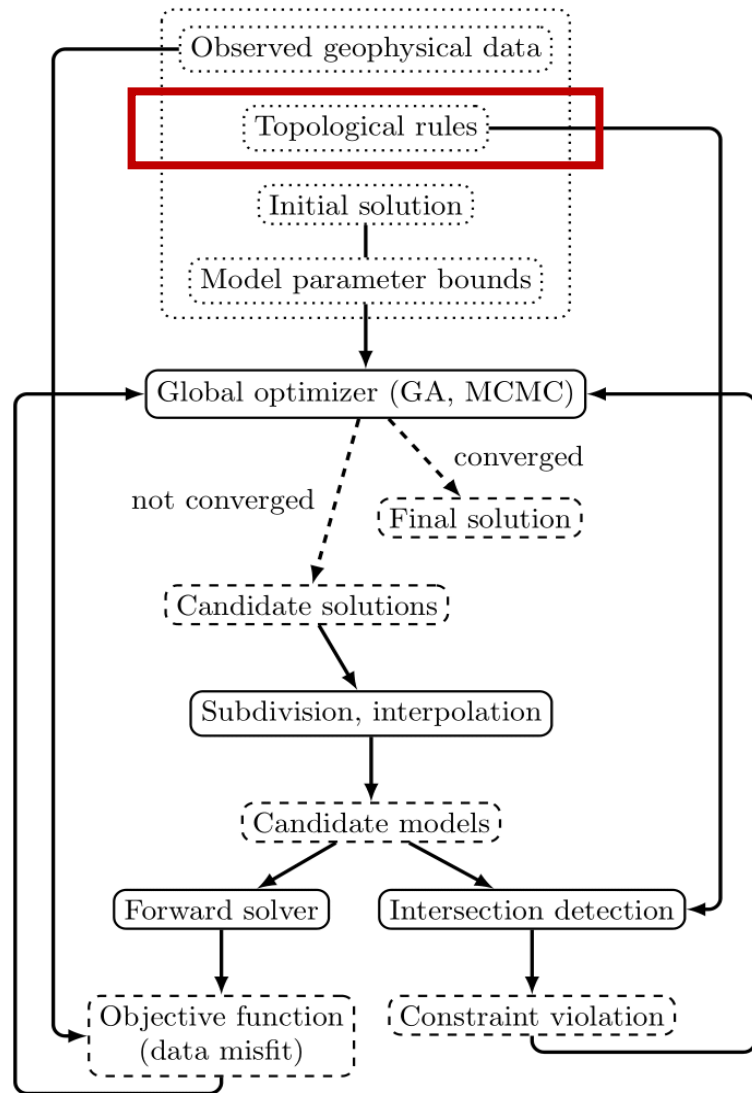 Observed geophysical data
Topological rules
Initial solution
Model parameter bounds
Global optimizer (GA, MCMC)
converged
not converged
Final solution
Candidate solutions
Subdivision, interpolation
Candidate models
Forward solver
Intersection detection
Objective function
(data misfit)
Constraint violation